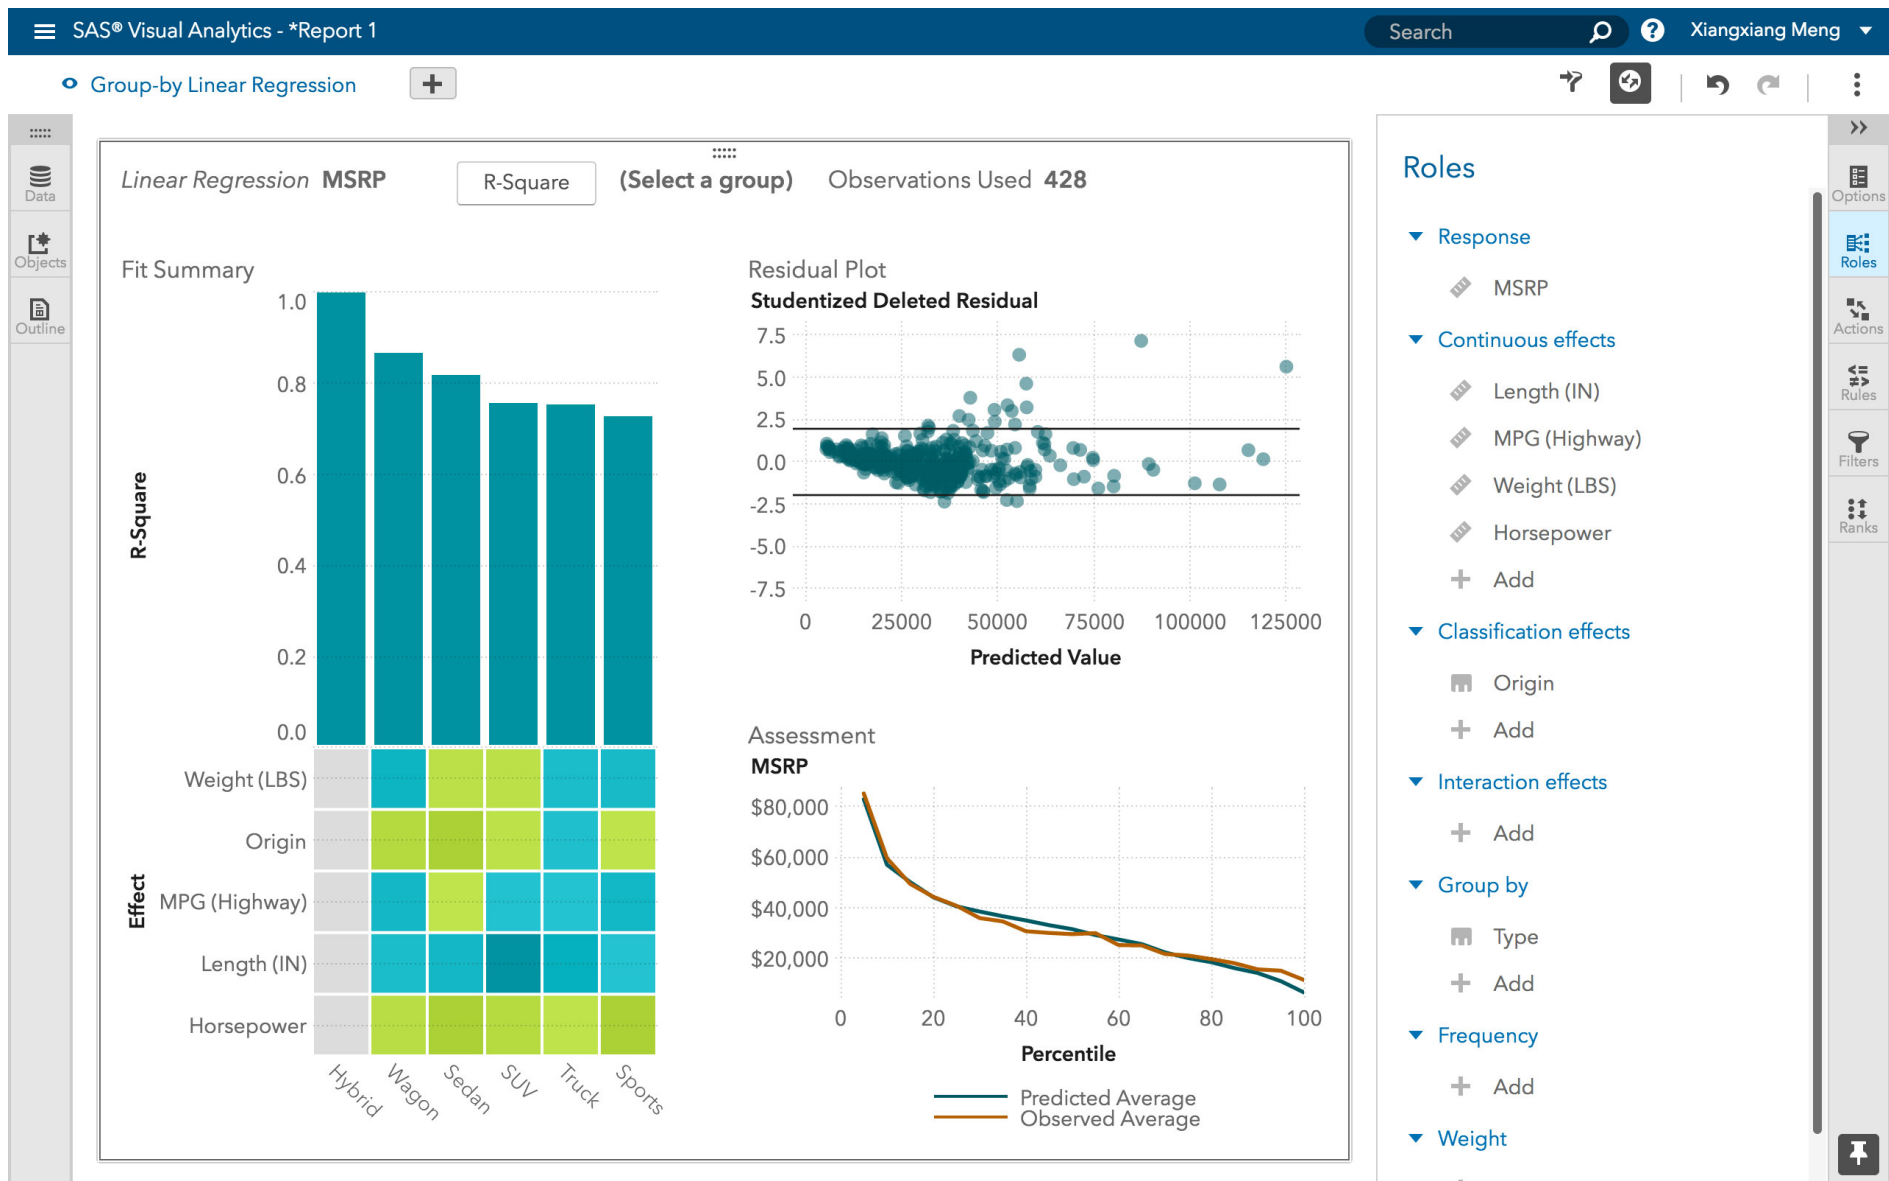 SAS® Visual Analytics - *Report 1
Search
Xiangxiang Meng
Group-by Linear Regression
Data
Objects
Outline
Linear Regression MSRP
R-Square
(Select a group)
Observations Used 428
Fit Summary
1.0
0.8
0.6
0.4
0.2
0.0
R-Square
Weight (LBS)
Origin
MPG (Highway)
Length (IN)
Horsepower
Effect
Hybrid
Wagon
Sedan
SUV
Truck
Sports
Residual Plot
Studentized Deleted Residual
7.5
5.0
2.5
0.0
-2.5
-5.0
-7.5
0 25000 50000 75000 100000 125000
Predicted Value
Assessment
MSRP
$80,000
$60,000
$40,000
$20,000
0 20 40 60 80 100
Percentile
Predicted Average
Observed Average
Roles
Response
MSRP
Continuous effects
Length (IN)
MPG (Highway)
Weight (LBS)
Horsepower
Add
Classification effects
Origin
Add
Interaction effects
Add
Group by
Type
Add
Frequency
Add
Weight
Options
Roles
Actions
Rules
Filters
Ranks